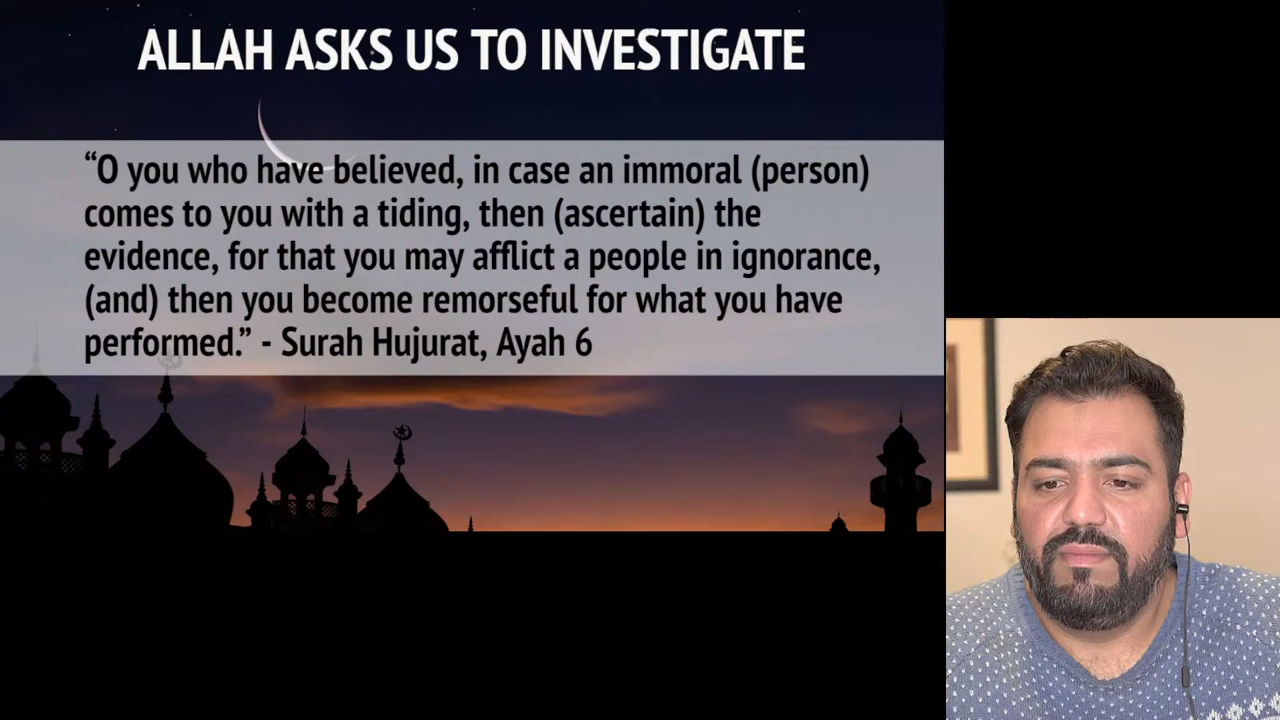 ALLAH ASKS US TO INVESTIGATE
“O you who have believed, in case an immoral (person)
comes to you with a tiding, then (ascertain) the
evidence, for that you may afflict a people in ignorance,
(and) then you become remorseful for what you have
performed.” - Surah Hujurat, Ayah 6